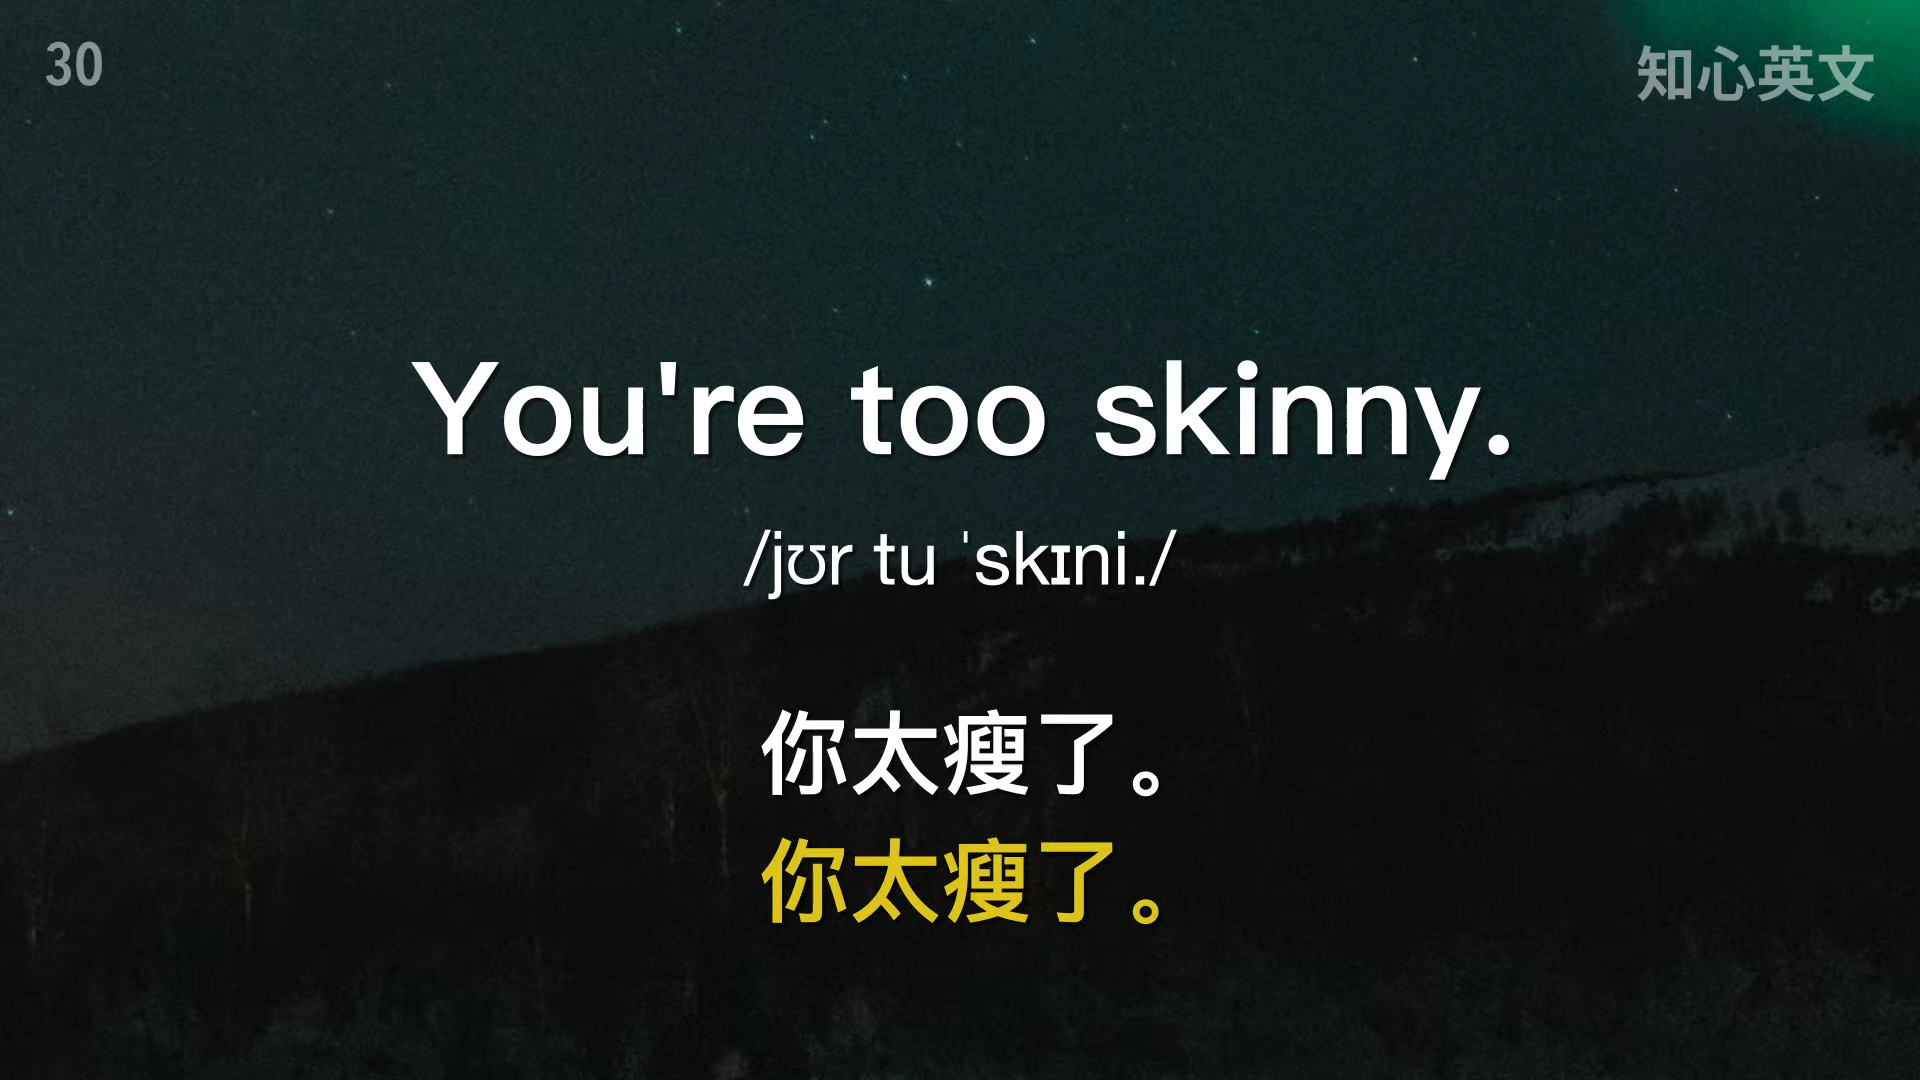 30
知心英文
You're too skinny.
/jʊr tu ˈskɪni./
你太瘦了。
你太瘦了。